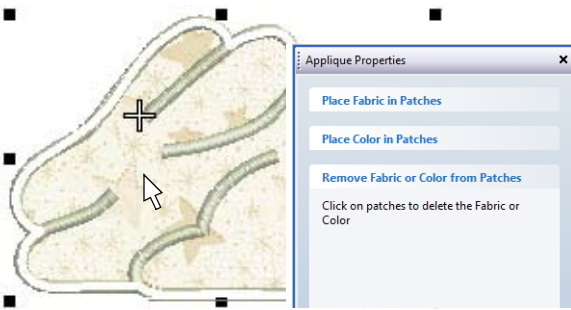 Applique Properties
Place Fabric in Patches
Place Color in Patches
Remove Fabric or Color from Patches
Click on patches to delete the Fabric or
Color